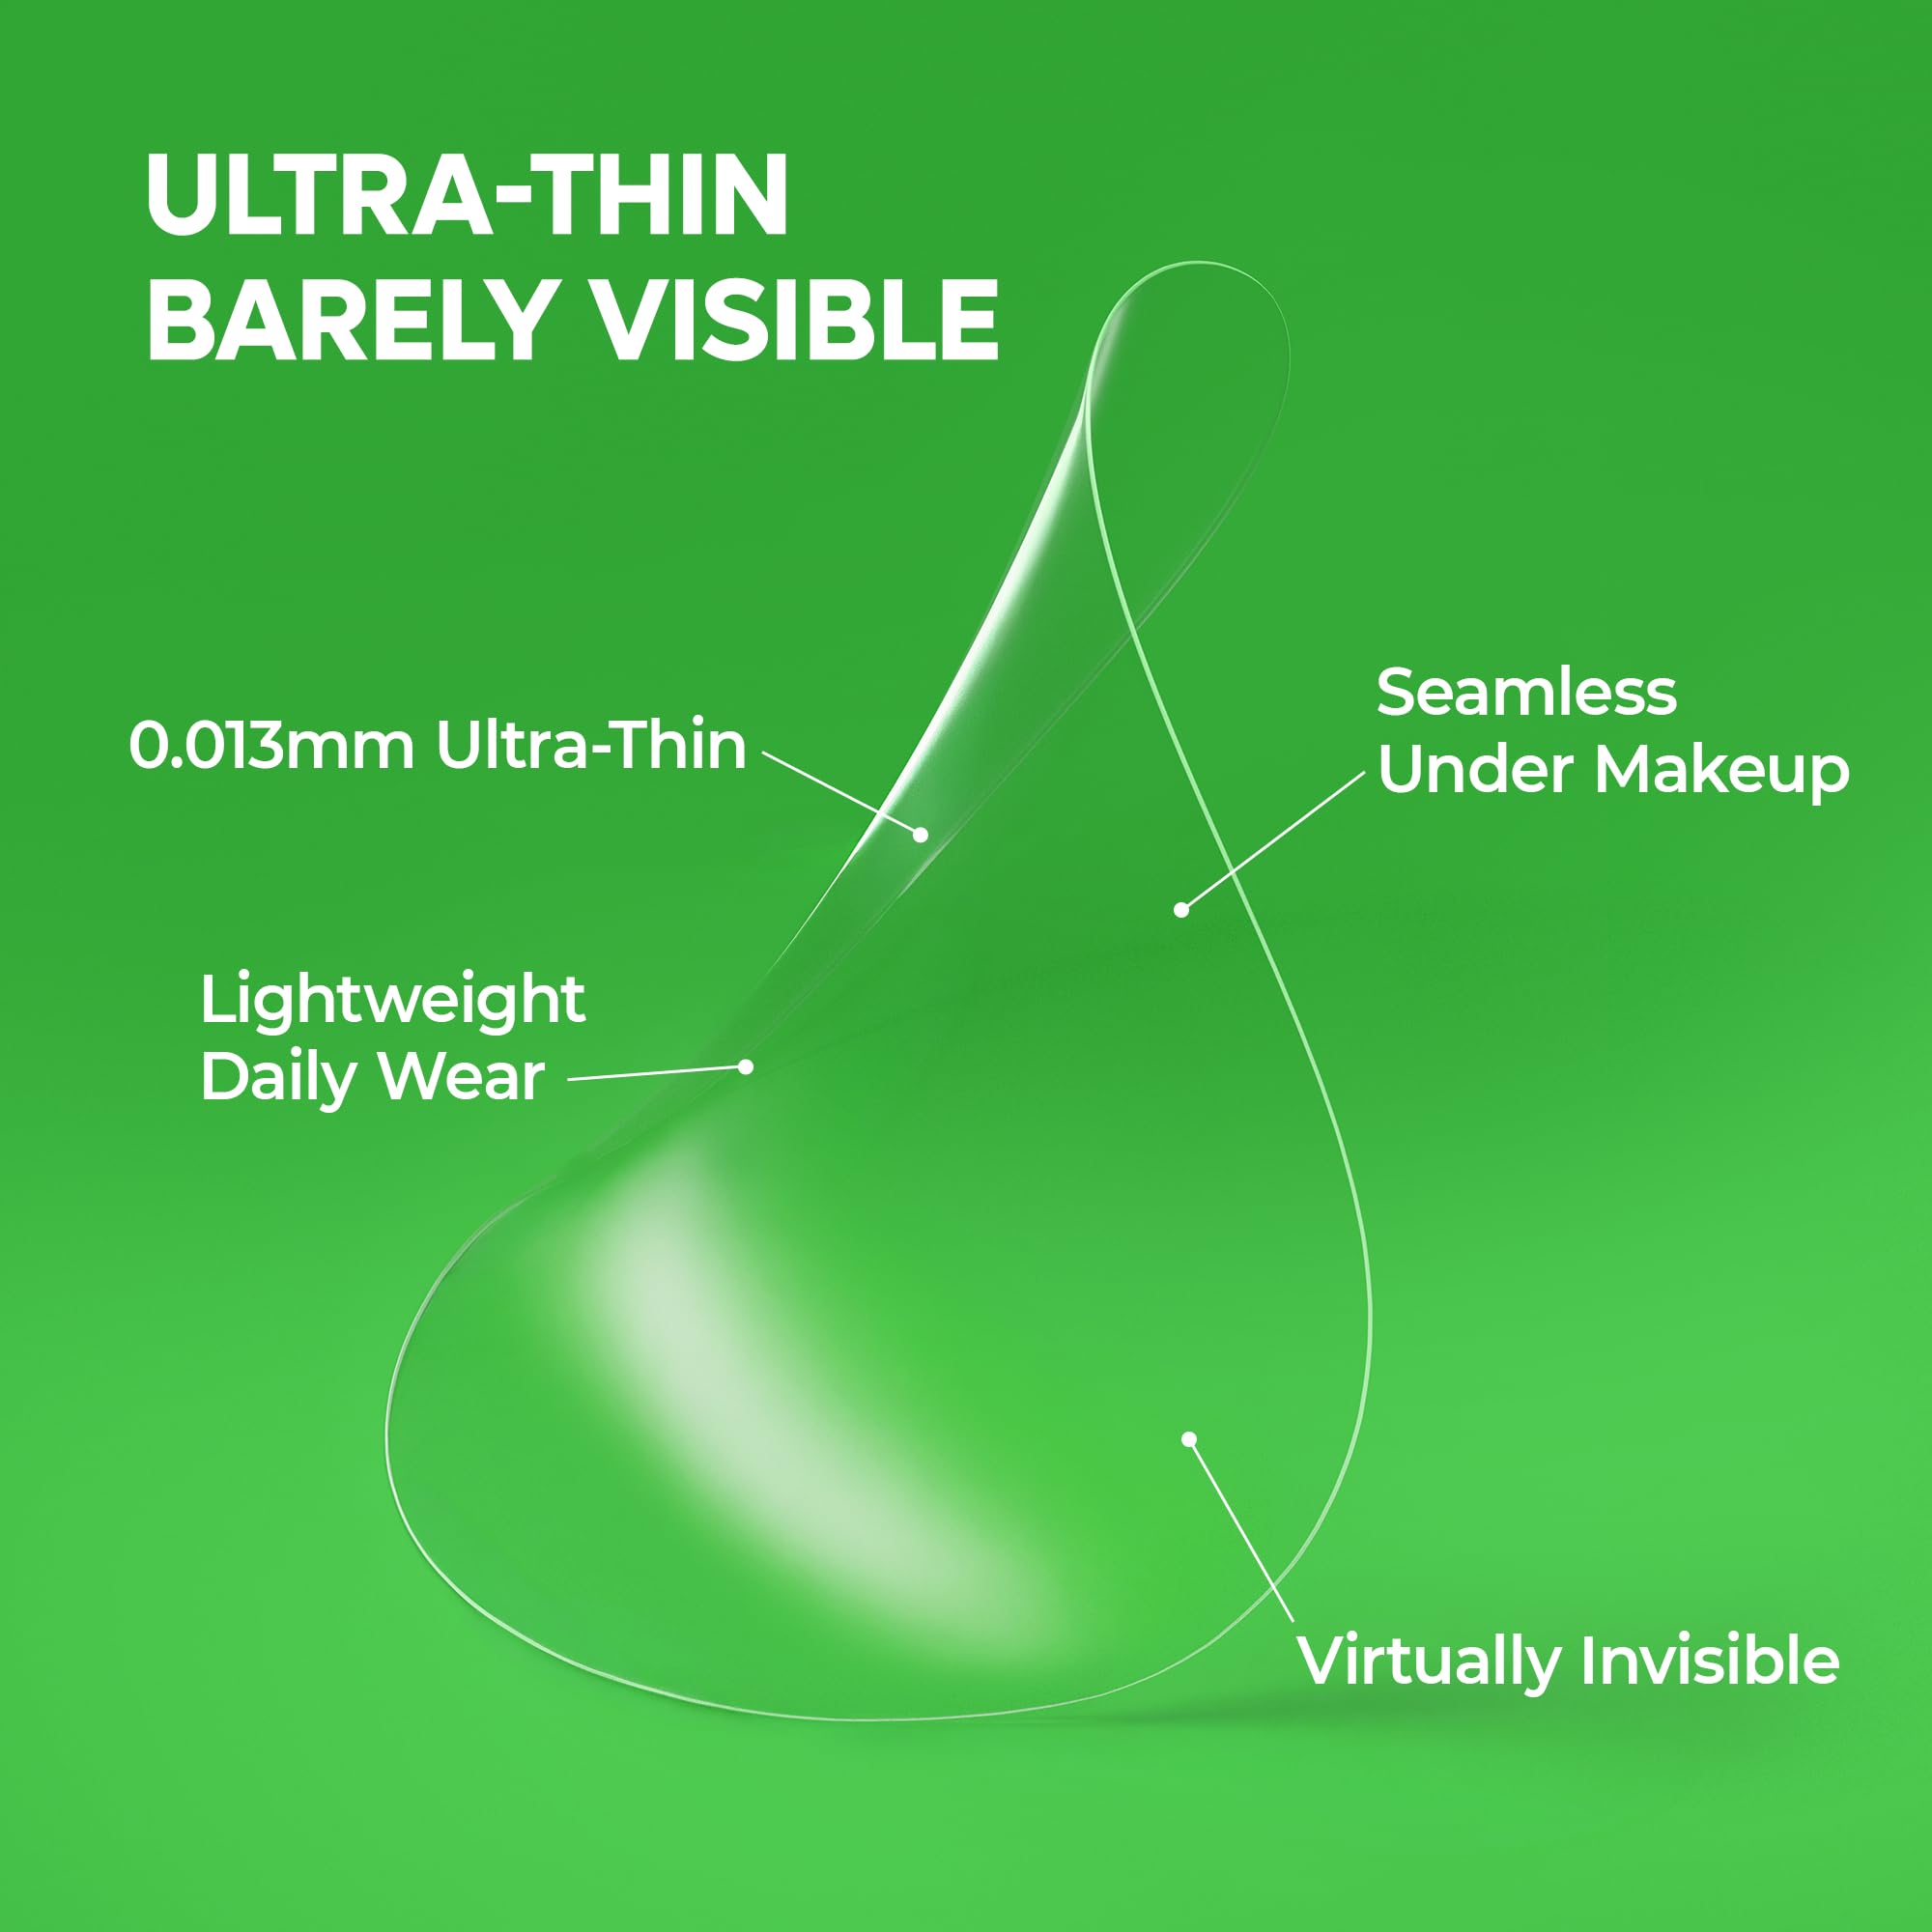 ULTRA-THIN
BARELY VISIBLE
0.013mm Ultra-Thin
Seamless
Under Makeup
Lightweight
Daily Wear
Virtually Invisible